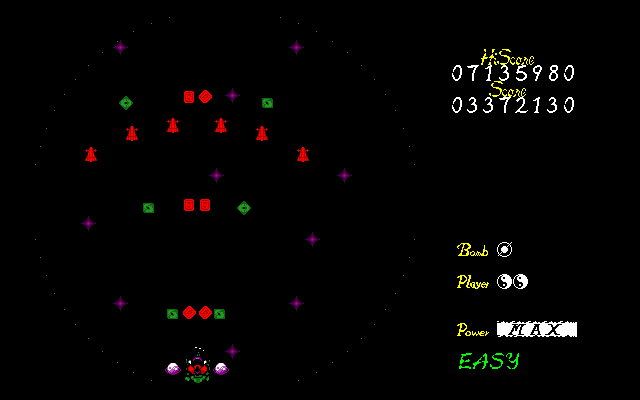 HiScore
07135980
Score
03372130
Bomb
Player
Power MAX
EASY